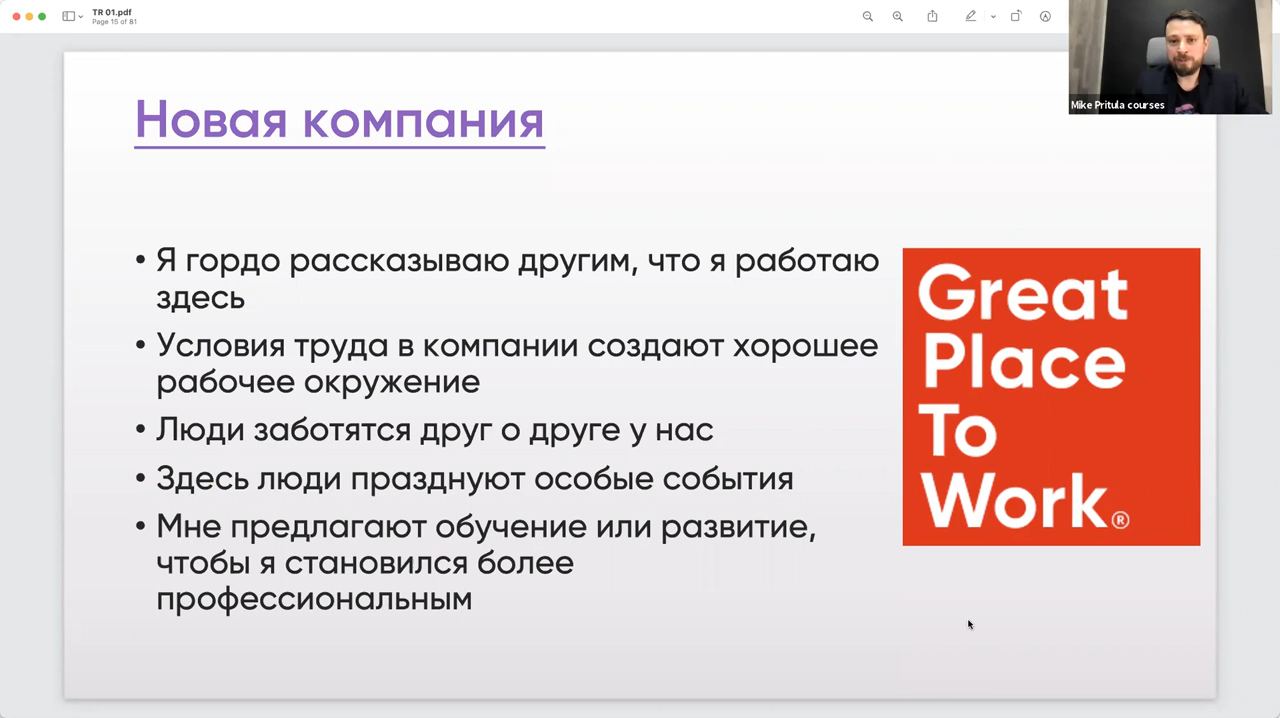 TR 01.pdf
Page 15 of 81
Mike Pritula courses
Новая компания
• Я гордо рассказываю другим, что я работаю
здесь
• Условия труда в компании создают хорошее
рабочее окружение
• Люди заботятся друг о друге у нас
• Здесь люди празднуют особые события
• Мне предлагают обучение или развитие,
чтобы я становился более
профессиональным
Great
Place
To
Work®